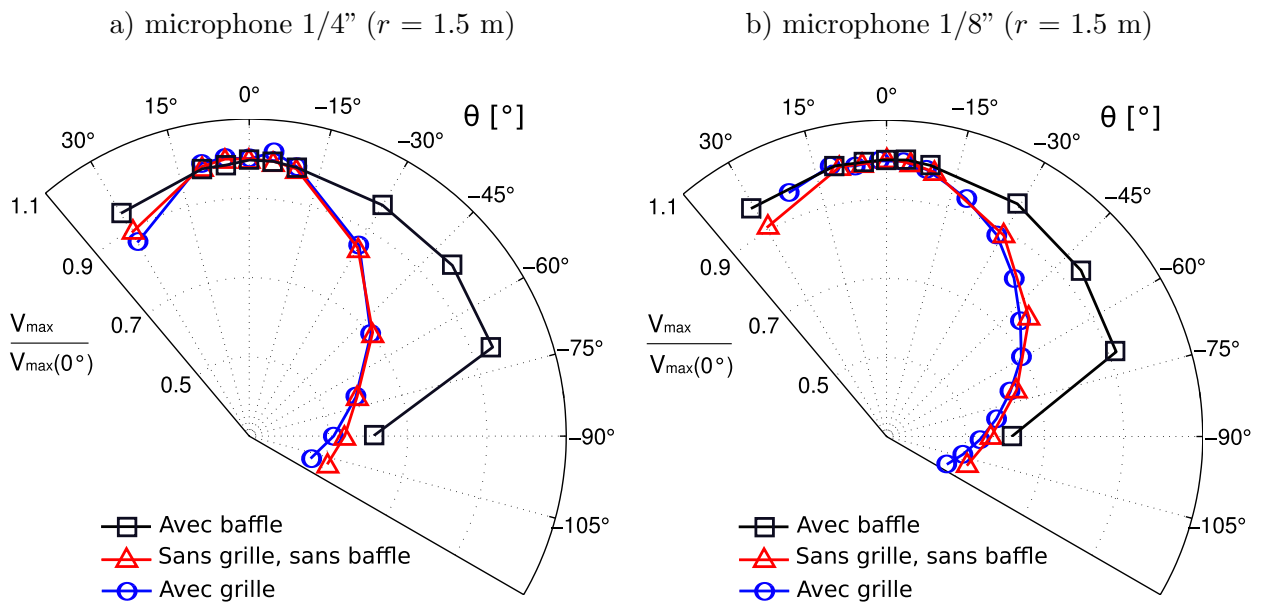 a) microphone 1/4” (r = 1.5 m)
0°
15°
−15°
θ [°]
30°
−30°
−45°
1.1
0.9
−60°
0.7
Vmax
Vmax(0°)
−75°
0.5
−90°
−105°
Avec baffle
Sans grille, sans baffle
Avec grille
b) microphone 1/8” (r = 1.5 m)
0°
15°
−15°
θ [°]
30°
−30°
−45°
1.1
0.9
−60°
0.7
Vmax
Vmax(0°)
−75°
0.5
−90°
−105°
Avec baffle
Sans grille, sans baffle
Avec grille